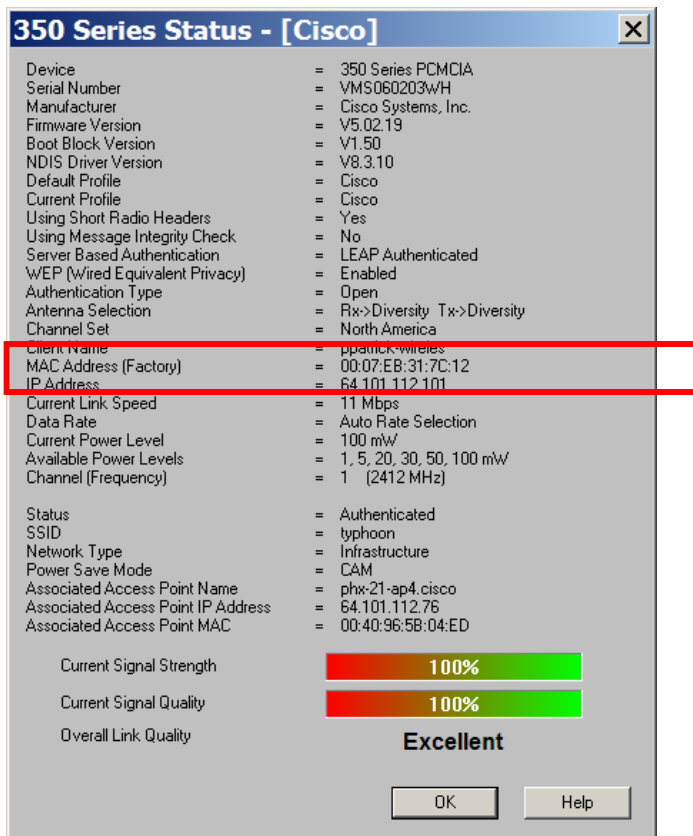 350 Series Status - [Cisco]
Device = 350 Series PCMCIA
Serial Number = VMS060203WH
Manufacturer = Cisco Systems, Inc.
Firmware Version = V5.02.19
Boot Block Version = V1.50
NDIS Driver Version = V8.3.10
Default Profile = Cisco
Current Profile = Cisco
Using Short Radio Headers = Yes
Using Message Integrity Check = No
Server Based Authentication = LEAP Authenticated
WEP (Wired Equivalent Privacy) = Enabled
Authentication Type = Open
Antenna Selection = Rx->Diversity Tx->Diversity
Channel Set = North America
Client Name = ppatrick-wireles
MAC Address (Factory) = 00:07:EB:31:7C:12
IP Address = 64.101.112.101
Current Link Speed = 11 Mbps
Data Rate = Auto Rate Selection
Current Power Level = 100 mW
Available Power Levels = 1, 5, 20, 30, 50, 100 mW
Channel (Frequency) = 1 (2412 MHz)
Status = Authenticated
SSID = typhoon
Network Type = Infrastructure
Power Save Mode = CAM
Associated Access Point Name = phx-21-ap4.cisco
Associated Access Point IP Address = 64.101.112.76
Associated Access Point MAC = 00:40:96:5B:04:ED
Current Signal Strength 100%
Current Signal Quality 100%
Overall Link Quality Excellent
OK Help